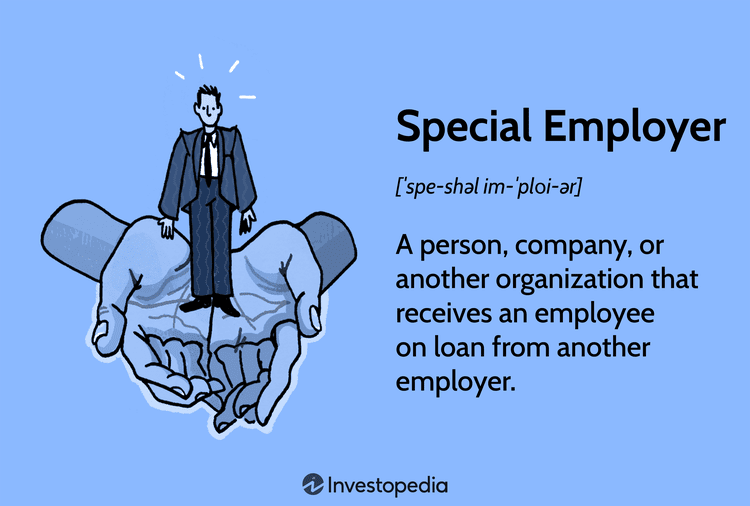 Special Employer
[ˈspe-shəl im-ˈploi-ər]
A person, company, or
another organization that
receives an employee
on loan from another
employer.
Investopedia